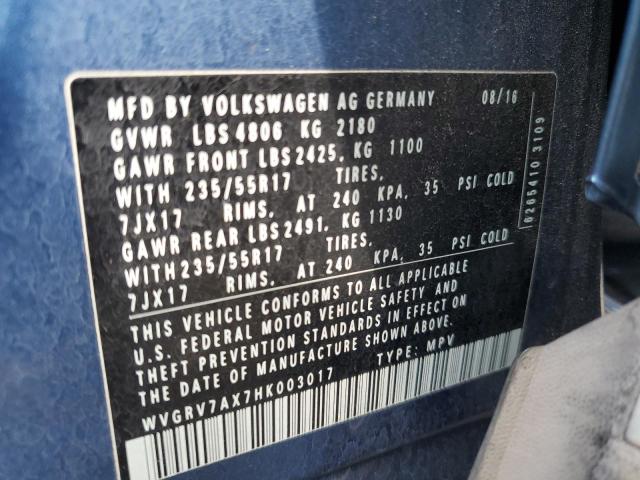 MFD BY VOLKSWAGEN AG GERMANY 08/16
GVWR LBS 4806 KG 2180
GAWR FRONT LBS 2425, KG 1100
WITH 235/55R17 TIRES,
7JX17 RIMS, AT 240 KPA, 35 PSI COLD
GAWR REAR LBS 2491, KG 1130
WITH 235/55R17 TIRES,
7JX17 RIMS, AT 240 KPA, 35 PSI COLD
THIS VEHICLE CONFORMS TO ALL APPLICABLE
U.S. FEDERAL MOTOR VEHICLE SAFETY AND
THEFT PREVENTION STANDARDS IN EFFECT ON
THE DATE OF MANUFACTURE SHOWN ABOVE.
WVGRV7AX7HK003017 TYPE: MPV
6265410 3109